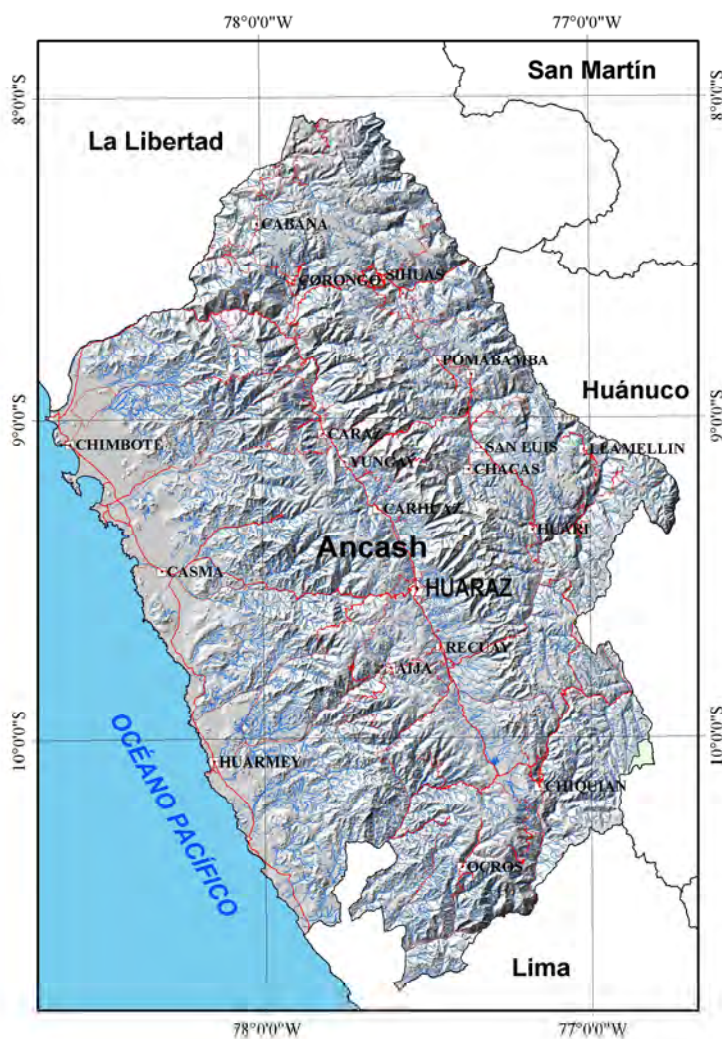 78°0'0"W
77°0'0"W
San Martín
8°0'0"S
8°0'0"S
La Libertad
CABANA
CORONGO
SIHUAS
POMABAMBA
Huánuco
9°0'0"S
9°0'0"S
CHIMBOTE
CARAZ
SAN LUIS
LLAMELLIN
YUNGAY
CHACAS
CARHUAZ
HUARI
Ancash
CASMA
HUARAZ
RECUAY
AIJA
OCÉANO PACÍFICO
10°0'0"S
10°0'0"S
HUARMEY
CHIQUIAN
OCROS
Lima
78°0'0"W
77°0'0"W